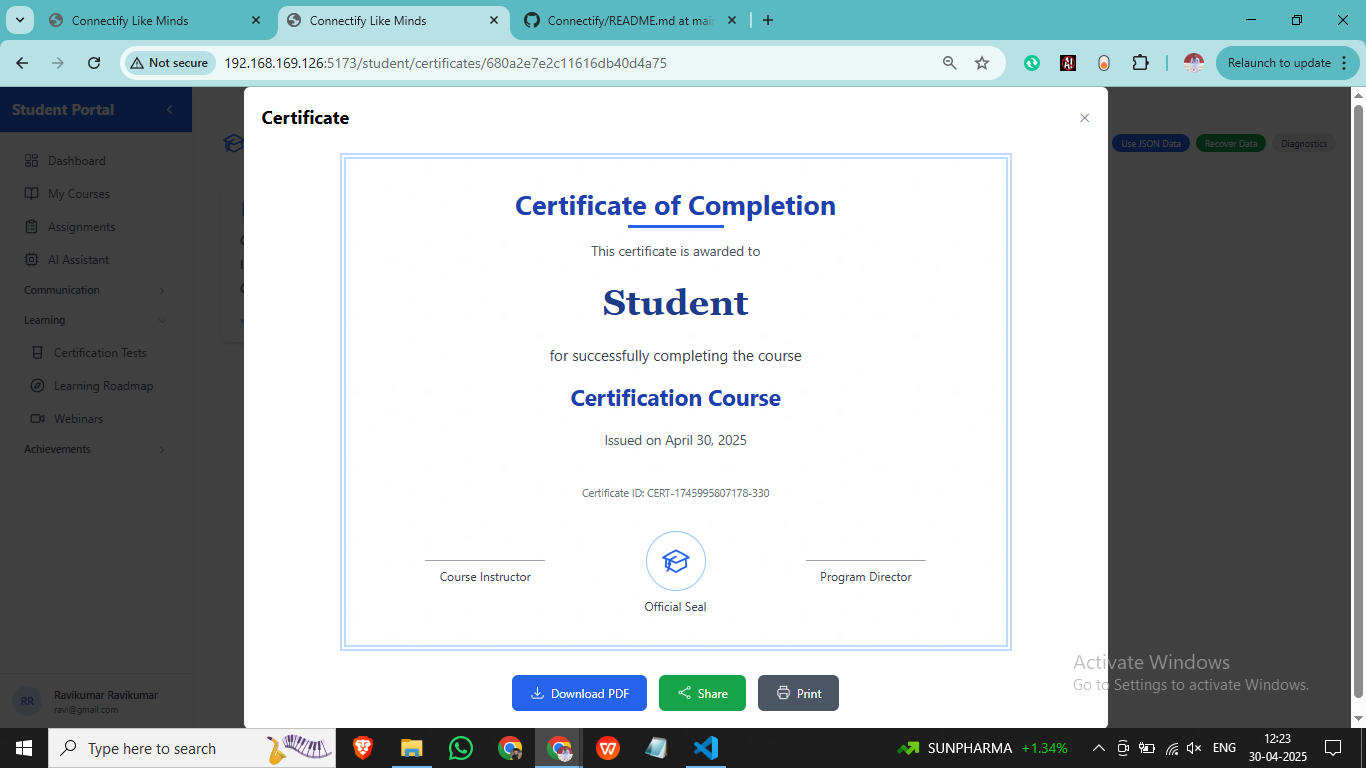 Connectify Like Minds
Connectify Like Minds
Connectify/README.md at mai
Not secure
192.168.169.126:5173/student/certificates/680a2e7e2c11616db40d4a75
Relaunch to update
Student Portal
Dashboard
My Courses
Assignments
AI Assistant
Communication
Learning
Certification Tests
Learning Roadmap
Webinars
Achievements
RR
Ravikumar Ravikumar
ravi@gmail.com
Use JSON Data
Recover Data
Diagnostics
Certificate
Certificate of Completion
This certificate is awarded to
Student
for successfully completing the course
Certification Course
Issued on April 30, 2025
Certificate ID: CERT-1745995807178-330
Course Instructor
Official Seal
Program Director
Download PDF
Share
Print
Activate Windows
Go to Settings to activate Windows.
Type here to search
SUNPHARMA +1.34%
ENG
12:23
30-04-2025